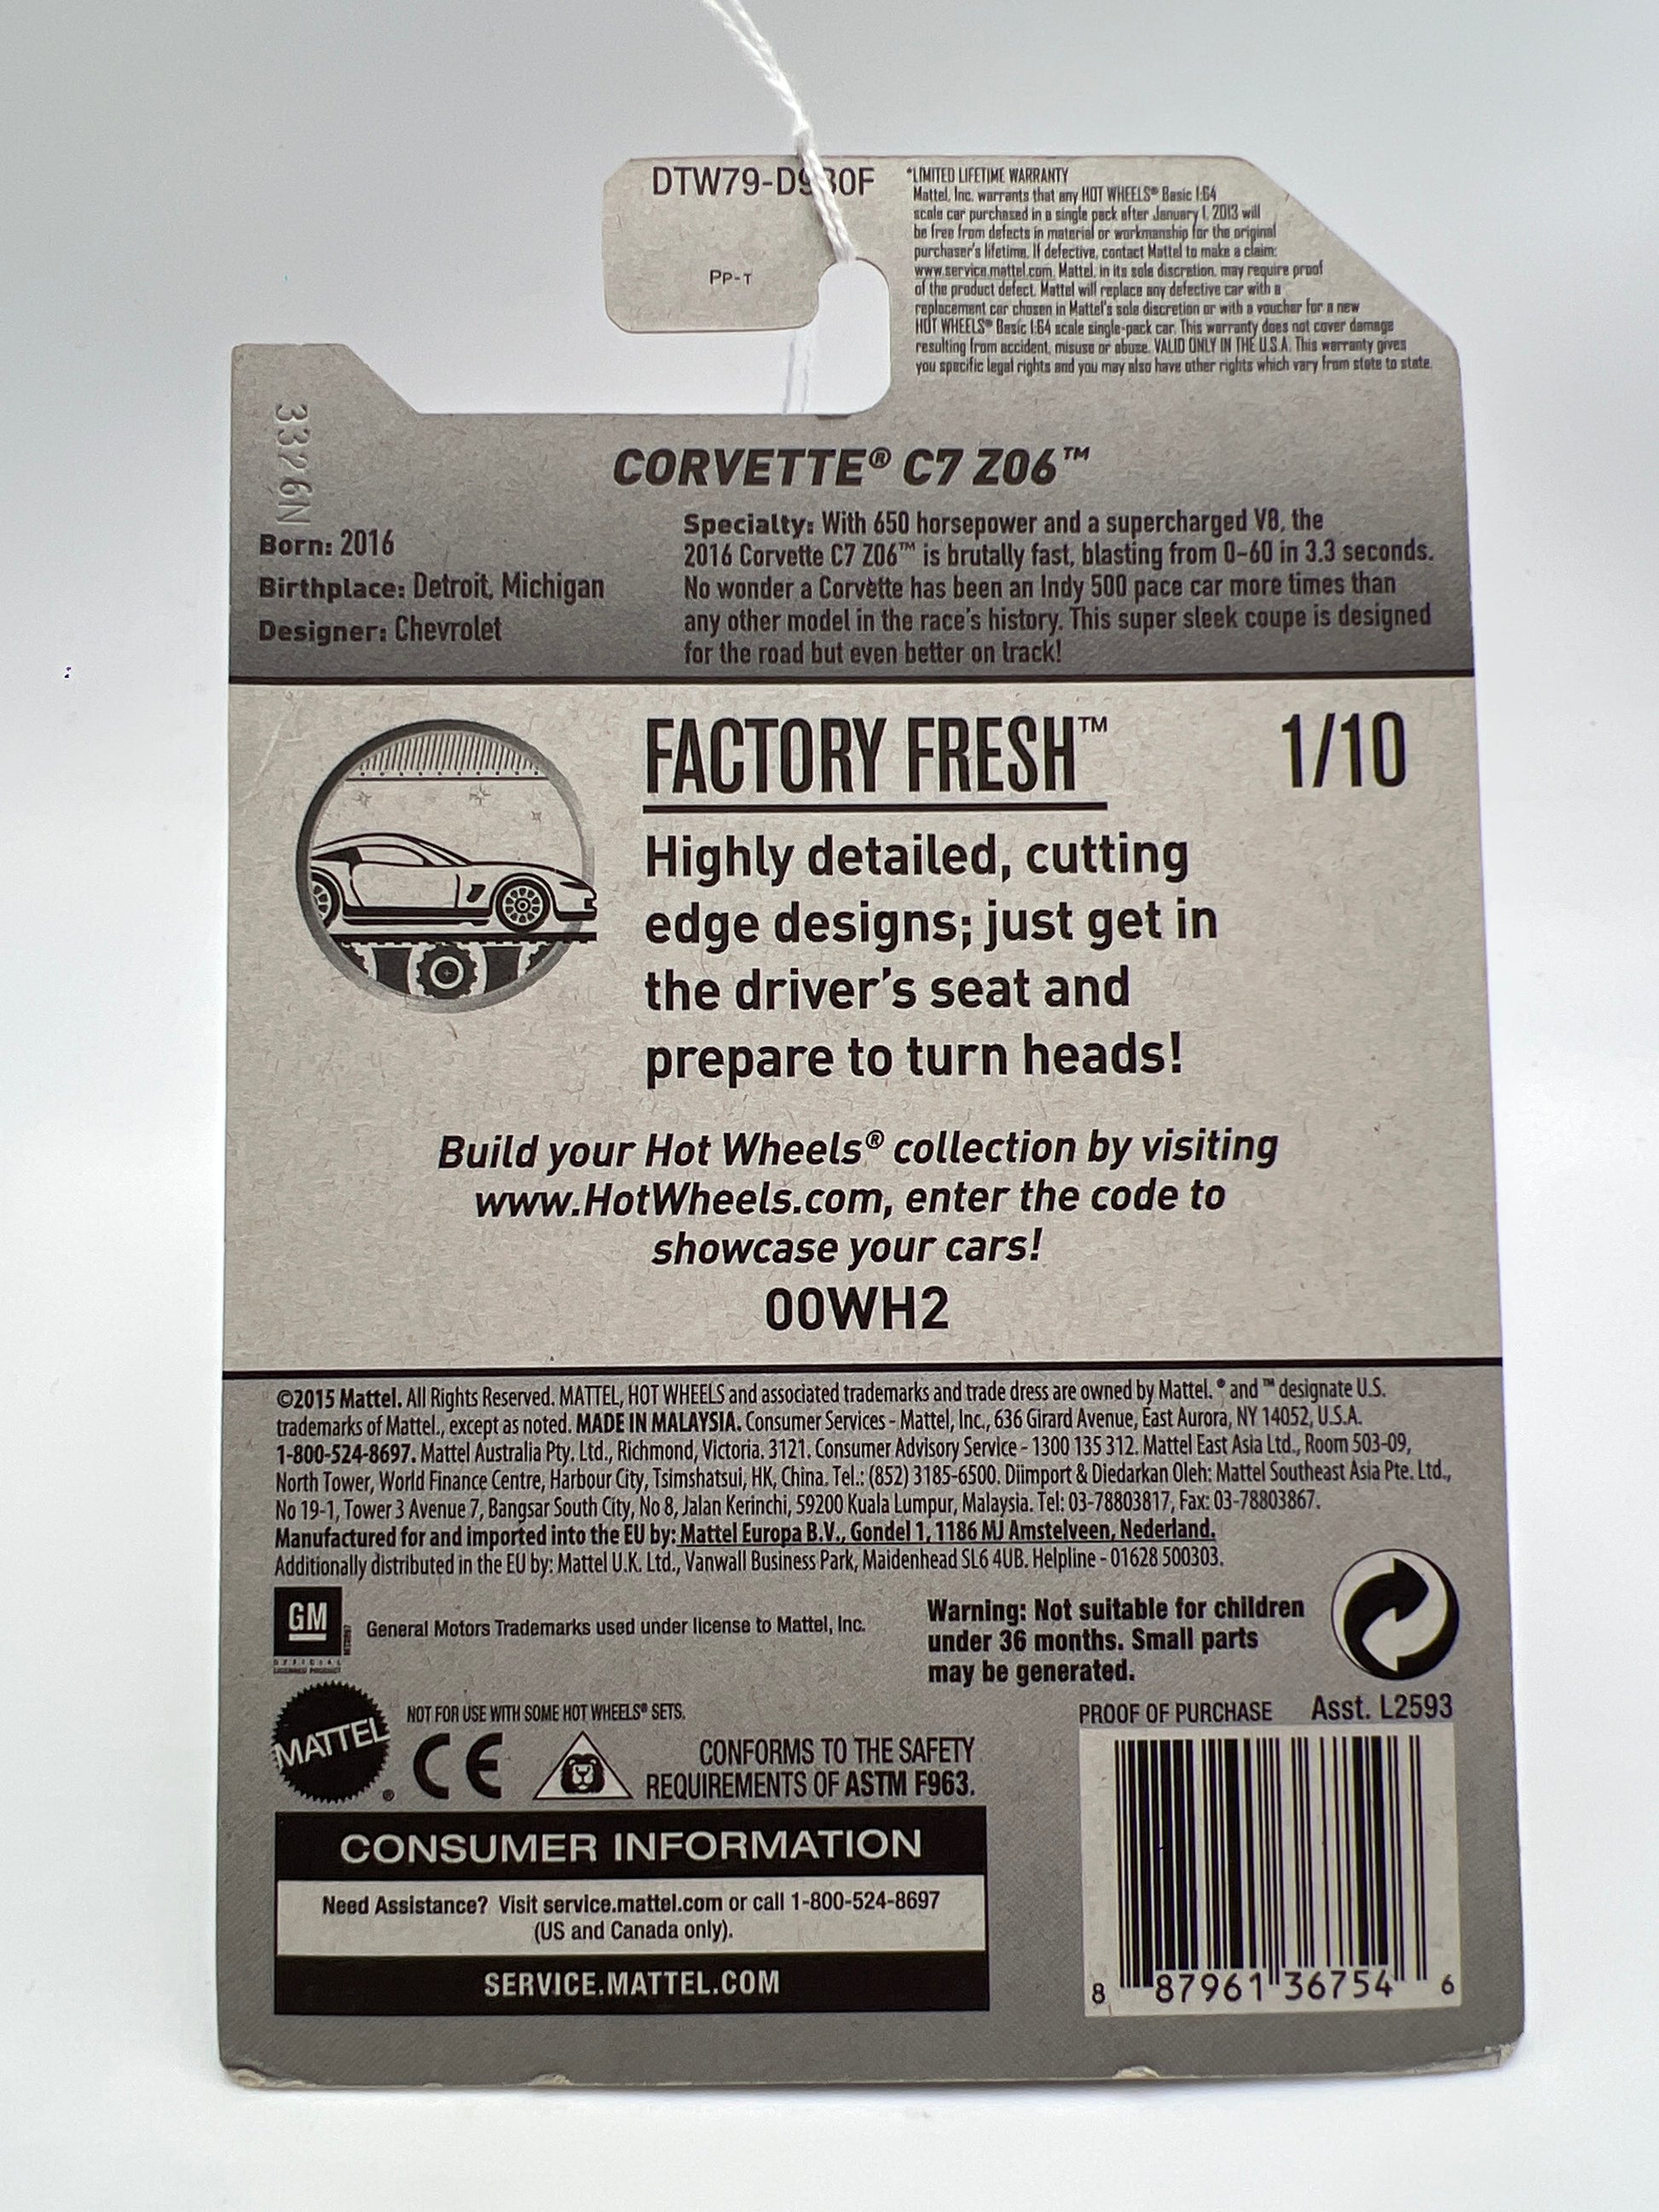 DTW79-D9B0F
Pp-T
*LIMITED LIFETIME WARRANTY
Mattel, Inc. warrants that any HOT WHEELS® Basic 1:64
scale car purchased in a single pack after January 1, 2013 will
be free from defects in material or workmanship for the original
purchaser's lifetime. If defective, contact Mattel to make a claim:
www.service.mattel.com. Mattel, in its sole discretion, may require proof
of the product defect. Mattel will replace any defective car with a
replacement car chosen in Mattel's sole discretion or with a voucher for a new
HOT WHEELS® Basic 1:64 scale single-pack car. This warranty does not cover damage
resulting from accident, misuse or abuse. VALID ONLY IN THE U.S.A. This warranty gives
you specific legal rights and you may also have other rights which vary from state to state.
3326N
CORVETTE® C7 Z06™
Born: 2016
Birthplace: Detroit, Michigan
Designer: Chevrolet
Specialty: With 650 horsepower and a supercharged V8, the
2016 Corvette C7 Z06™ is brutally fast, blasting from 0-60 in 3.3 seconds.
No wonder a Corvette has been an Indy 500 pace car more times than
any other model in the race's history. This super sleek coupe is designed
for the road but even better on track!
FACTORY FRESH™
1/10
Highly detailed, cutting
edge designs; just get in
the driver's seat and
prepare to turn heads!
Build your Hot Wheels® collection by visiting
www.HotWheels.com, enter the code to
showcase your cars!
00WH2
©2015 Mattel. All Rights Reserved. MATTEL, HOT WHEELS and associated trademarks and trade dress are owned by Mattel. ® and ™ designate U.S.
trademarks of Mattel., except as noted. MADE IN MALAYSIA. Consumer Services - Mattel, Inc., 636 Girard Avenue, East Aurora, NY 14052, U.S.A.
1-800-524-8697. Mattel Australia Pty. Ltd., Richmond, Victoria. 3121. Consumer Advisory Service - 1300 135 312. Mattel East Asia Ltd., Room 503-09,
North Tower, World Finance Centre, Harbour City, Tsimshatsui, HK, China. Tel.: (852) 3185-6500. Diimport & Diedarkan Oleh: Mattel Southeast Asia Pte. Ltd.,
No 19-1, Tower 3 Avenue 7, Bangsar South City, No 8, Jalan Kerinchi, 59200 Kuala Lumpur, Malaysia. Tel: 03-78803817, Fax: 03-78803867.
Manufactured for and imported into the EU by: Mattel Europa B.V., Gondel 1, 1186 MJ Amstelveen, Nederland.
Additionally distributed in the EU by: Mattel U.K. Ltd., Vanwall Business Park, Maidenhead SL6 4UB. Helpline - 01628 500303.
GM
OFFICIAL
LICENSED PRODUCT
General Motors Trademarks used under license to Mattel, Inc.
Warning: Not suitable for children
under 36 months. Small parts
may be generated.
MATTEL®
NOT FOR USE WITH SOME HOT WHEELS® SETS.
CE
CONFORMS TO THE SAFETY
REQUIREMENTS OF ASTM F963.
PROOF OF PURCHASE Asst. L2593
CONSUMER INFORMATION
Need Assistance? Visit service.mattel.com or call 1-800-524-8697
(US and Canada only).
SERVICE.MATTEL.COM
8 87961 36754 6